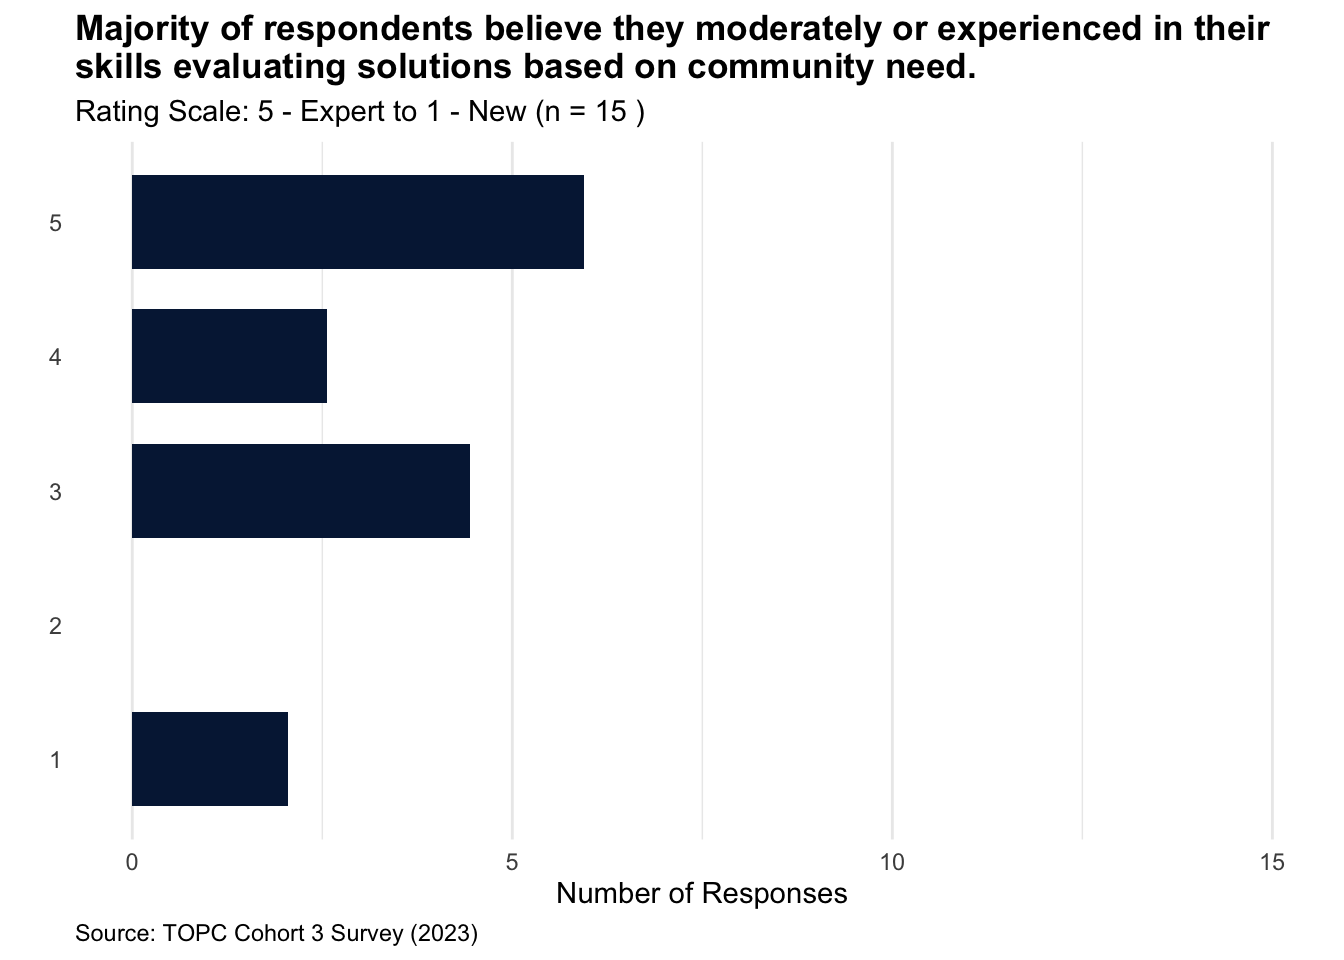 Majority of respondents believe they moderately or experienced in their
skills evaluating solutions based on community need.
Rating Scale: 5 - Expert to 1 - New (n = 15 )
5
4
3
2
1
0 5 10 15
Number of Responses
Source: TOPC Cohort 3 Survey (2023)